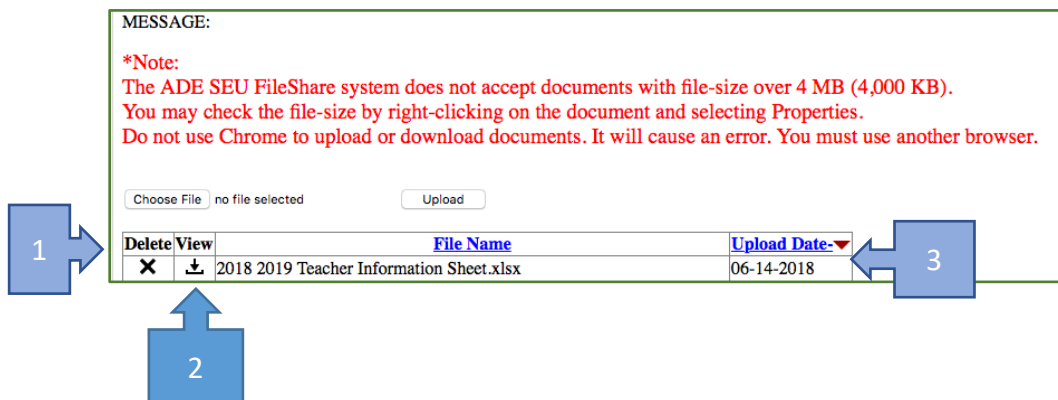 MESSAGE:
*Note:
The ADE SEU FileShare system does not accept documents with file-size over 4 MB (4,000 KB).
You may check the file-size by right-clicking on the document and selecting Properties.
Do not use Chrome to upload or download documents. It will cause an error. You must use another browser.
Choose File no file selected Upload
Delete View File Name Upload Date-
2018 2019 Teacher Information Sheet.xlsx 06-14-2018
1
3
2